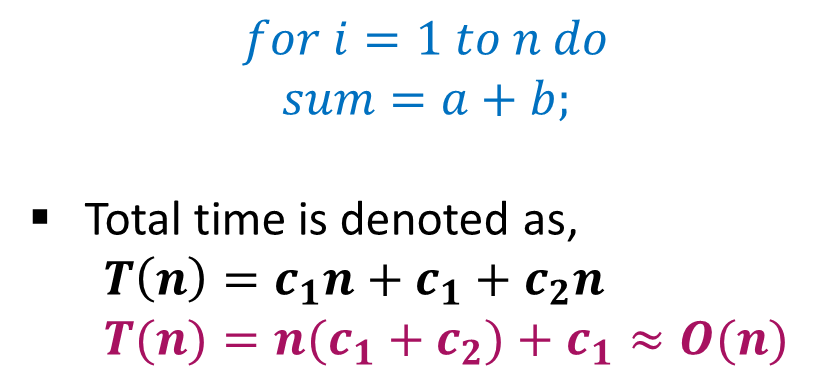 for i = 1 to n do
sum = a + b;
▪ Total time is denoted as,
T(n) = c₁n + c₁ + c₂n
T(n) = n(c₁ + c₂) + c₁ ≈ O(n)